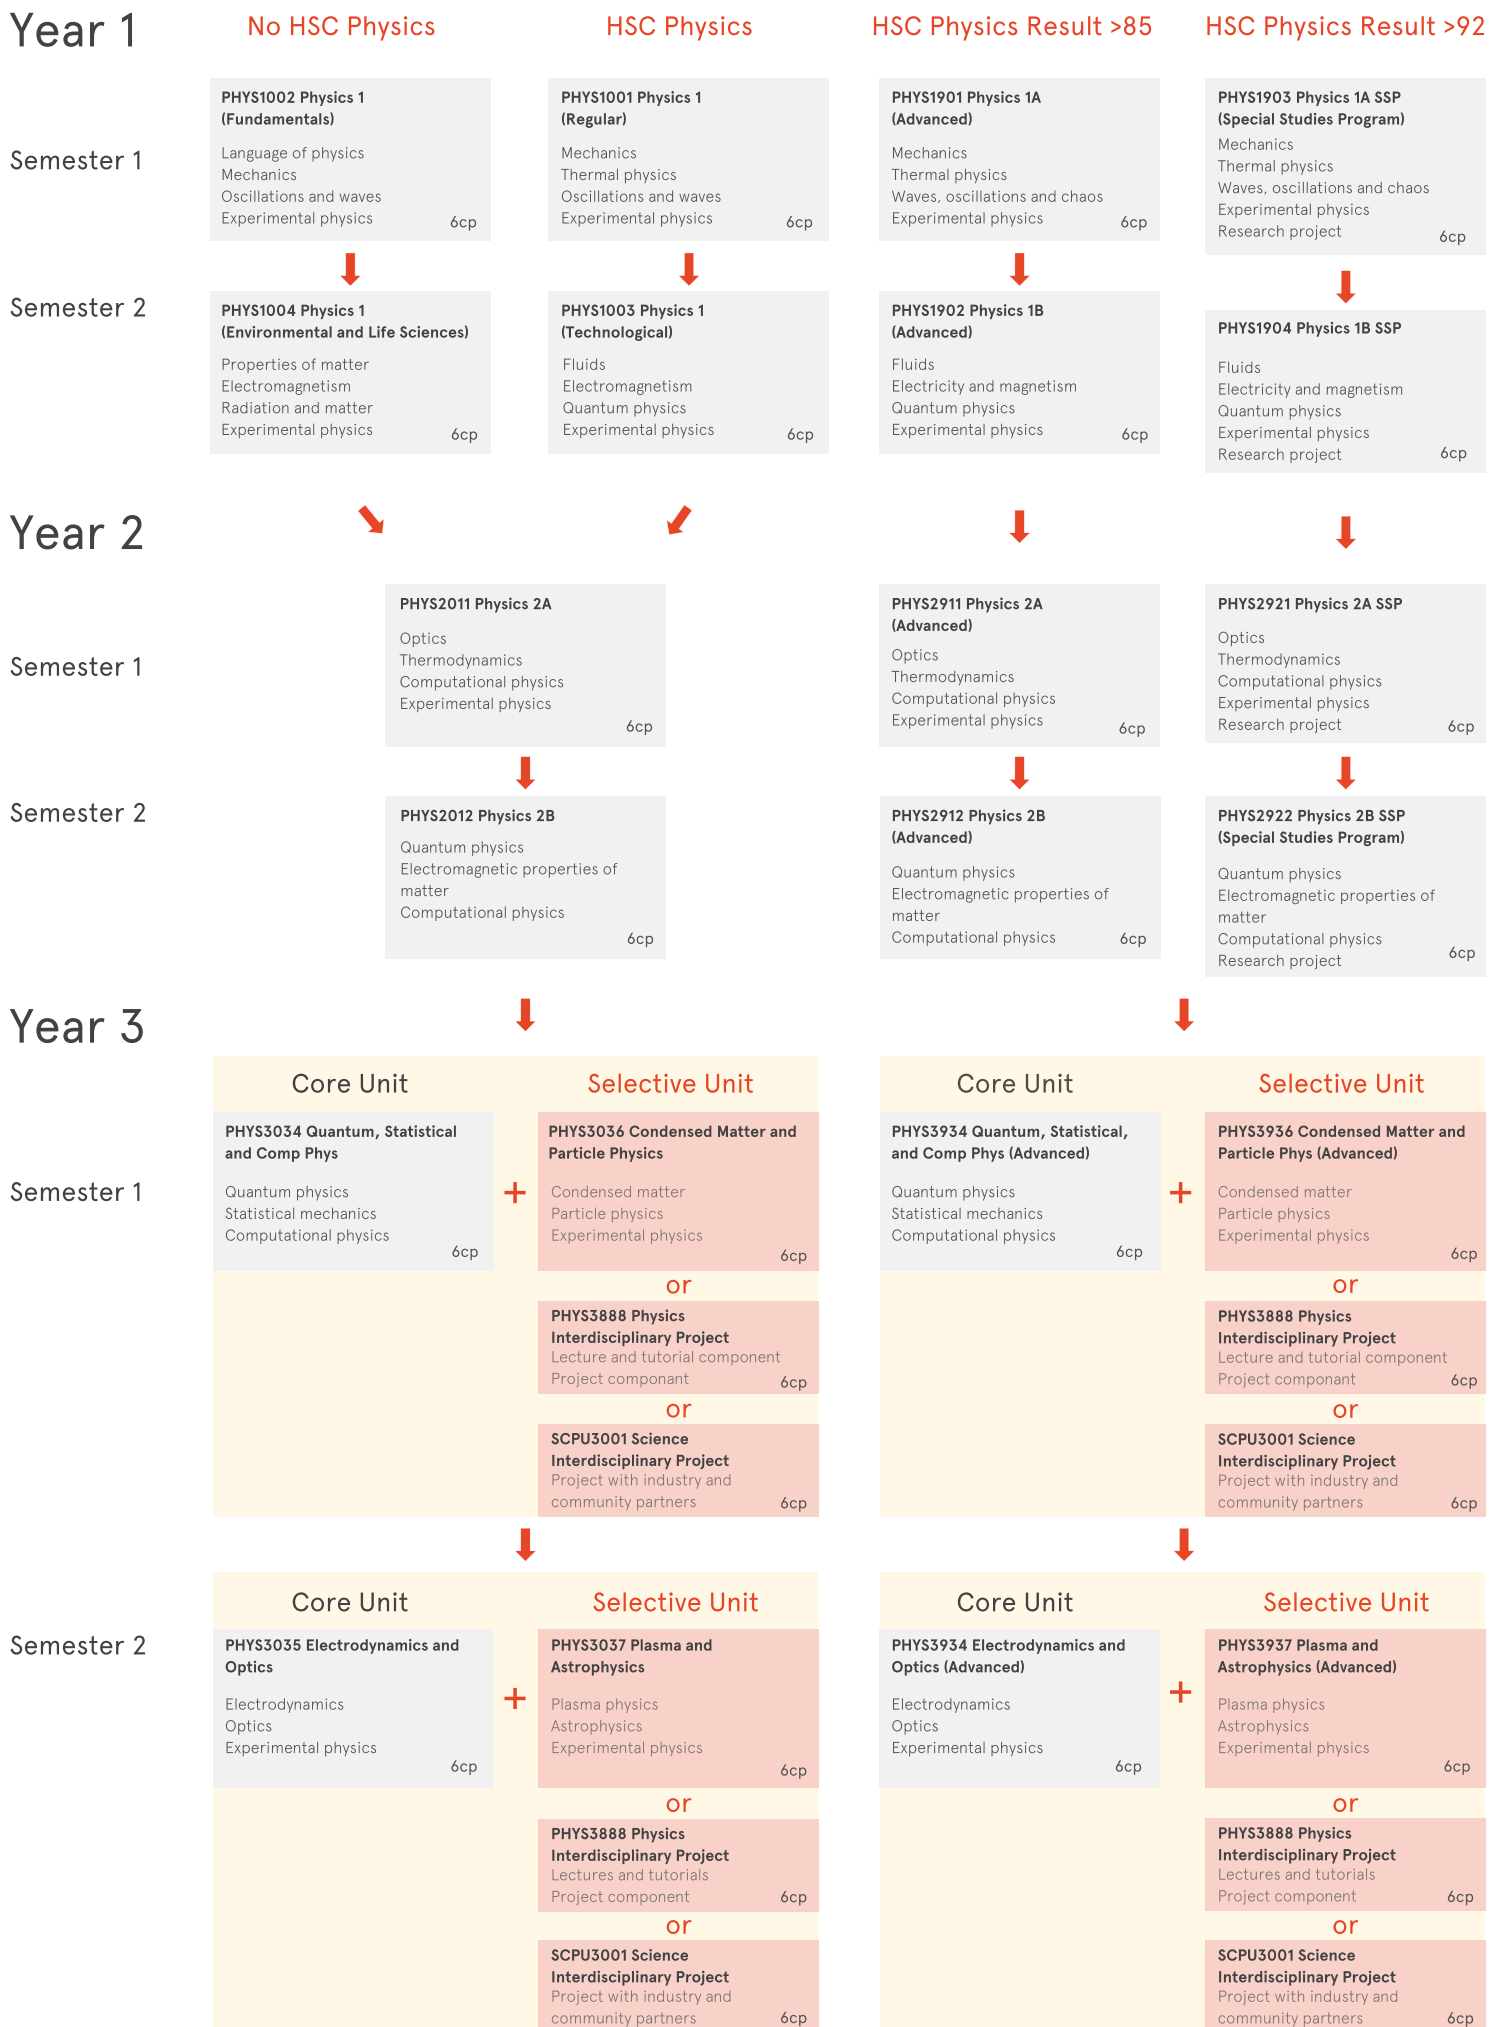 Year 1
No HSC Physics
HSC Physics
HSC Physics Result >85
HSC Physics Result >92
Semester 1
PHYS1002 Physics 1
(Fundamentals)
Language of physics
Mechanics
Oscillations and waves
Experimental physics
6cp
PHYS1001 Physics 1
(Regular)
Mechanics
Thermal physics
Oscillations and waves
Experimental physics
6cp
PHYS1901 Physics 1A
(Advanced)
Mechanics
Thermal physics
Waves, oscillations and chaos
Experimental physics
6cp
PHYS1903 Physics 1A SSP
(Special Studies Program)
Mechanics
Thermal physics
Waves, oscillations and chaos
Experimental physics
Research project
6cp
Semester 2
PHYS1004 Physics 1
(Environmental and Life Sciences)
Properties of matter
Electromagnetism
Radiation and matter
Experimental physics
6cp
PHYS1003 Physics 1
(Technological)
Fluids
Electromagnetism
Quantum physics
Experimental physics
6cp
PHYS1902 Physics 1B
(Advanced)
Fluids
Electricity and magnetism
Quantum physics
Experimental physics
6cp
PHYS1904 Physics 1B SSP
Fluids
Electricity and magnetism
Quantum physics
Experimental physics
Research project
6cp
Year 2
Semester 1
PHYS2011 Physics 2A
Optics
Thermodynamics
Computational physics
Experimental physics
6cp
PHYS2911 Physics 2A
(Advanced)
Optics
Thermodynamics
Computational physics
Experimental physics
6cp
PHYS2921 Physics 2A SSP
Optics
Thermodynamics
Computational physics
Experimental physics
Research project
6cp
Semester 2
PHYS2012 Physics 2B
Quantum physics
Electromagnetic properties of
matter
Computational physics
6cp
PHYS2912 Physics 2B
(Advanced)
Quantum physics
Electromagnetic properties of
matter
Computational physics
6cp
PHYS2922 Physics 2B SSP
(Special Studies Program)
Quantum physics
Electromagnetic properties of
matter
Computational physics
Research project
6cp
Year 3
Semester 1
Core Unit
Selective Unit
PHYS3034 Quantum, Statistical
and Comp Phys
Quantum physics
Statistical mechanics
Computational physics
6cp
+
PHYS3036 Condensed Matter and
Particle Physics
Condensed matter
Particle physics
Experimental physics
6cp
or
PHYS3888 Physics
Interdisciplinary Project
Lecture and tutorial component
Project componant
6cp
or
SCPU3001 Science
Interdisciplinary Project
Project with industry and
community partners
6cp
Core Unit
Selective Unit
PHYS3934 Quantum, Statistical,
and Comp Phys (Advanced)
Quantum physics
Statistical mechanics
Computational physics
6cp
+
PHYS3936 Condensed Matter and
Particle Phys (Advanced)
Condensed matter
Particle physics
Experimental physics
6cp
or
PHYS3888 Physics
Interdisciplinary Project
Lecture and tutorial component
Project componant
6cp
or
SCPU3001 Science
Interdisciplinary Project
Project with industry and
community partners
6cp
Semester 2
Core Unit
Selective Unit
PHYS3035 Electrodynamics and
Optics
Electrodynamics
Optics
Experimental physics
6cp
+
PHYS3037 Plasma and
Astrophysics
Plasma physics
Astrophysics
Experimental physics
6cp
or
PHYS3888 Physics
Interdisciplinary Project
Lectures and tutorials
Project component
6cp
or
SCPU3001 Science
Interdisciplinary Project
Project with industry and
community partners
6cp
Core Unit
Selective Unit
PHYS3934 Electrodynamics and
Optics (Advanced)
Electrodynamics
Optics
Experimental physics
6cp
+
PHYS3937 Plasma and
Astrophysics (Advanced)
Plasma physics
Astrophysics
Experimental physics
6cp
or
PHYS3888 Physics
Interdisciplinary Project
Lectures and tutorials
Project component
6cp
or
SCPU3001 Science
Interdisciplinary Project
Project with industry and
community partners
6cp